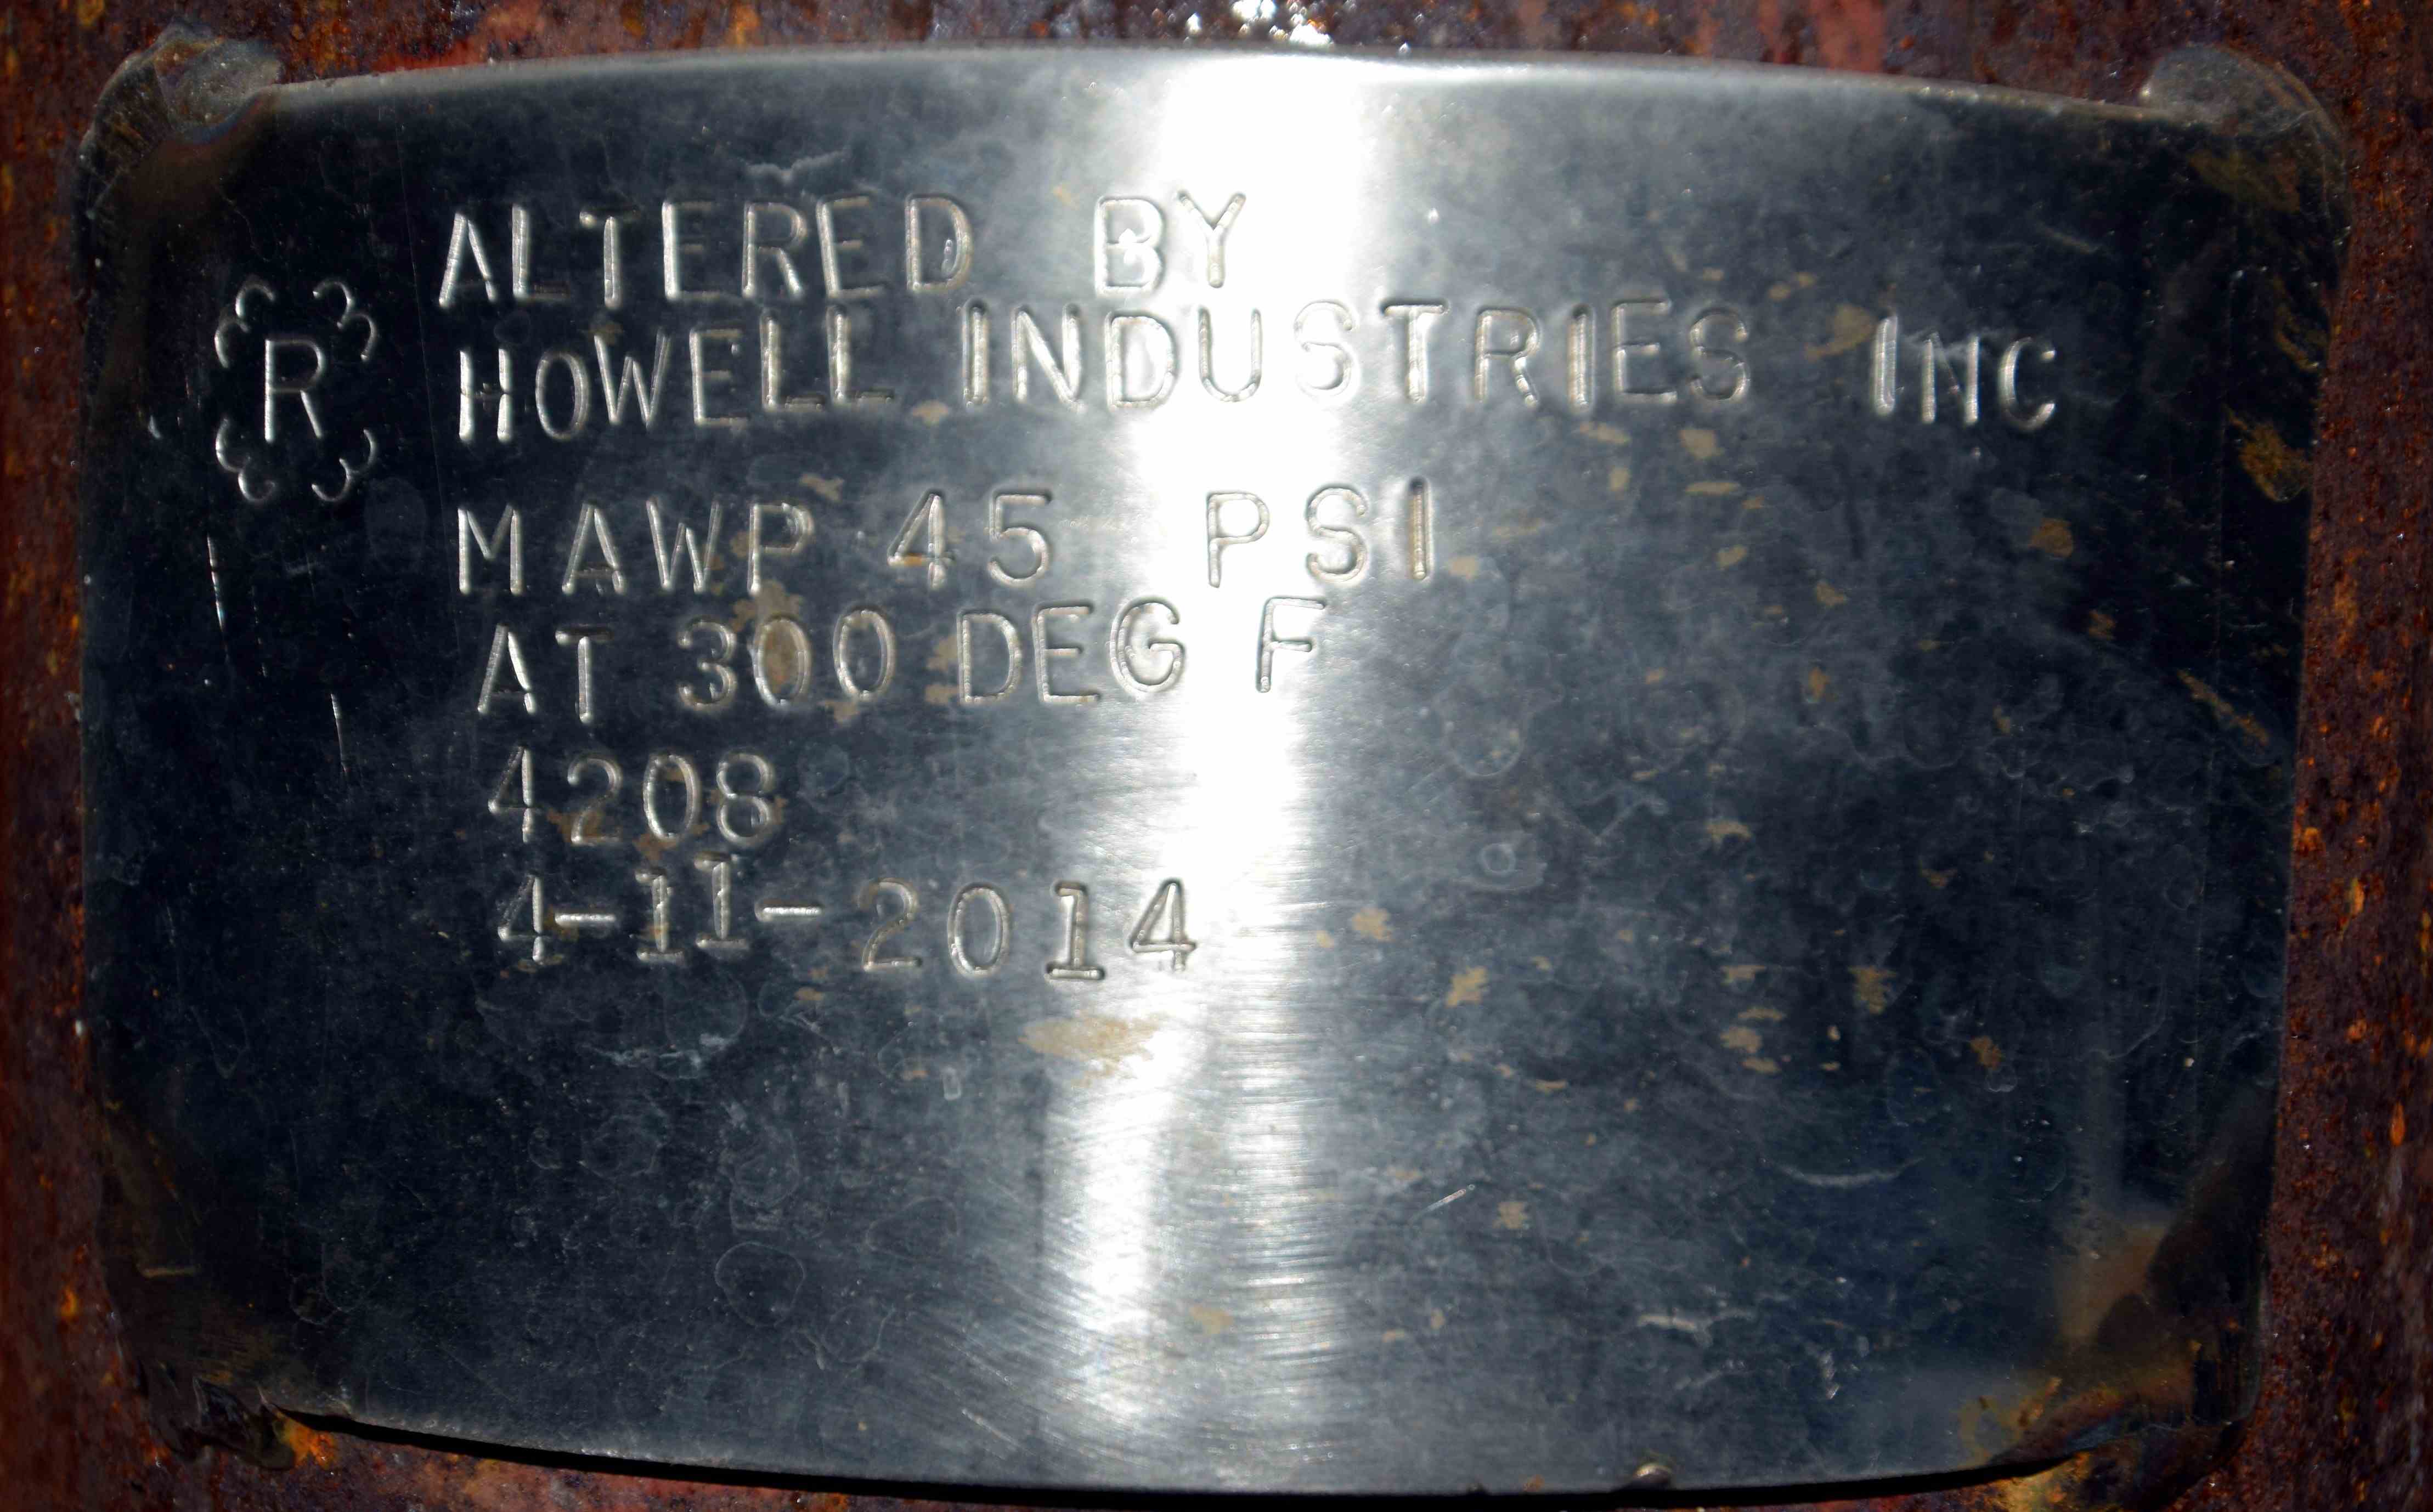 ALTERED BY
R HOWELL INDUSTRIES INC
MAWP 45 PSI
AT 300 DEG F
4208
4-11-2014